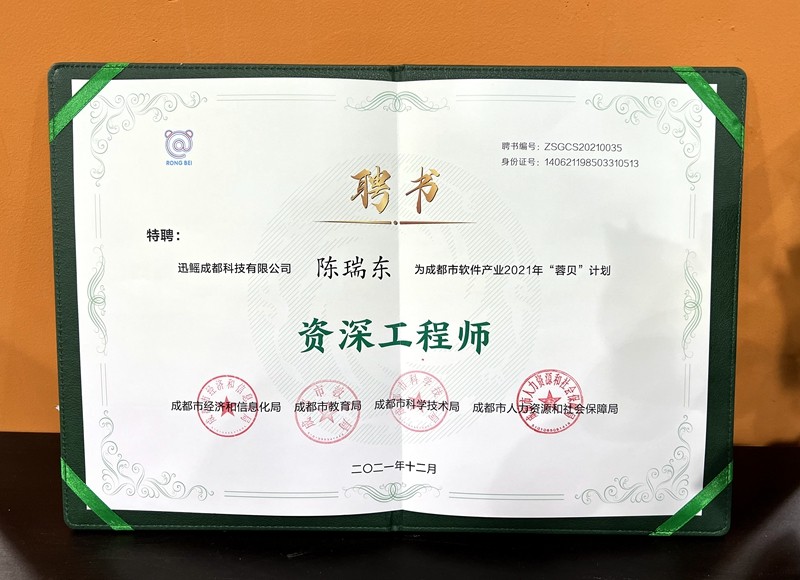 RONG BEI
聘书编号：ZSGCS20210035
身份证号：140621198503310513
聘书
特聘：
迅鳐成都科技有限公司 陈瑞东 为成都市软件产业2021年“蓉贝”计划
资深工程师
成都市经济和信息化局 成都市教育局 成都市科学技术局 成都市人力资源和社会保障局
二〇二一年十二月